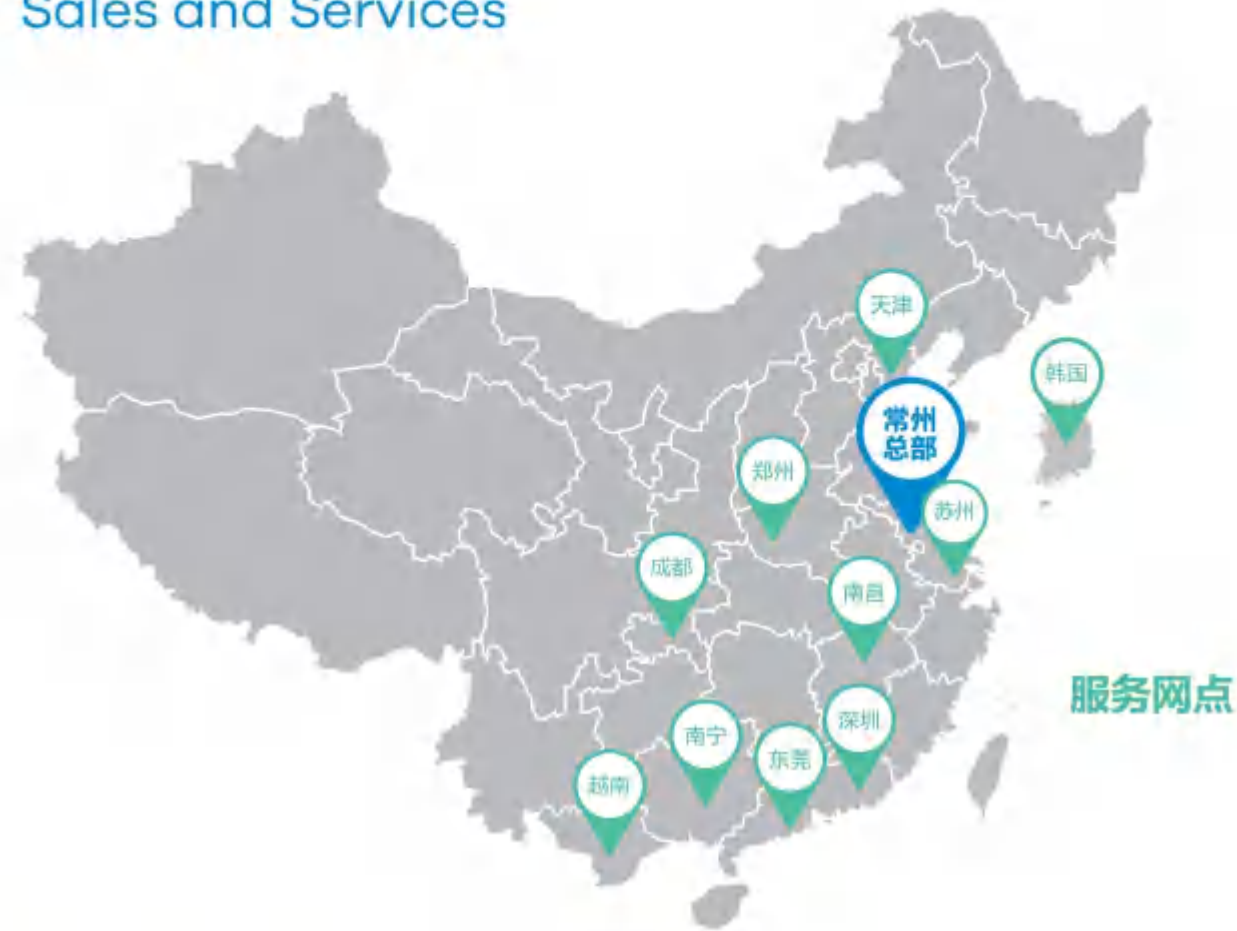 Sales and Services
天津
韩国
常州
总部
郑州
苏州
成都
南昌
服务网点
深圳
南宁
东莞
越南